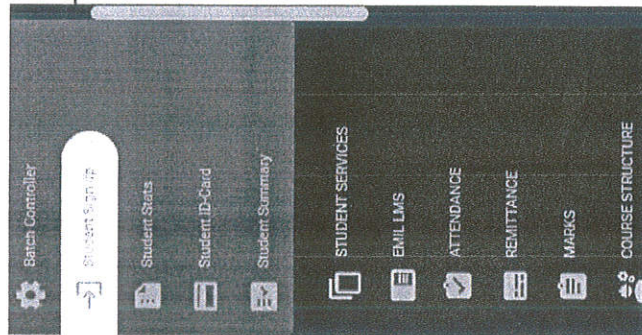 Batch Controller
Student Sign Up
Student Stats
Student ID-Card
Student Summary
STUDENT SERVICES
EMIL LMS
ATTENDANCE
REMITTANCE
MARKS
COURSE STRUCTURE